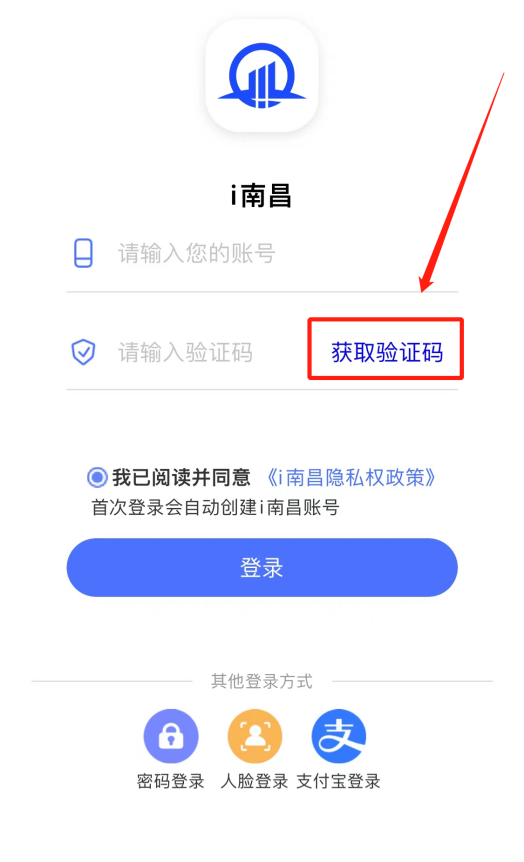 i南昌
请输入您的账号
请输入验证码
获取验证码
我已阅读并同意 《i南昌隐私权政策》
首次登录会自动创建i南昌账号
登录
其他登录方式
支
密码登录 人脸登录 支付宝登录